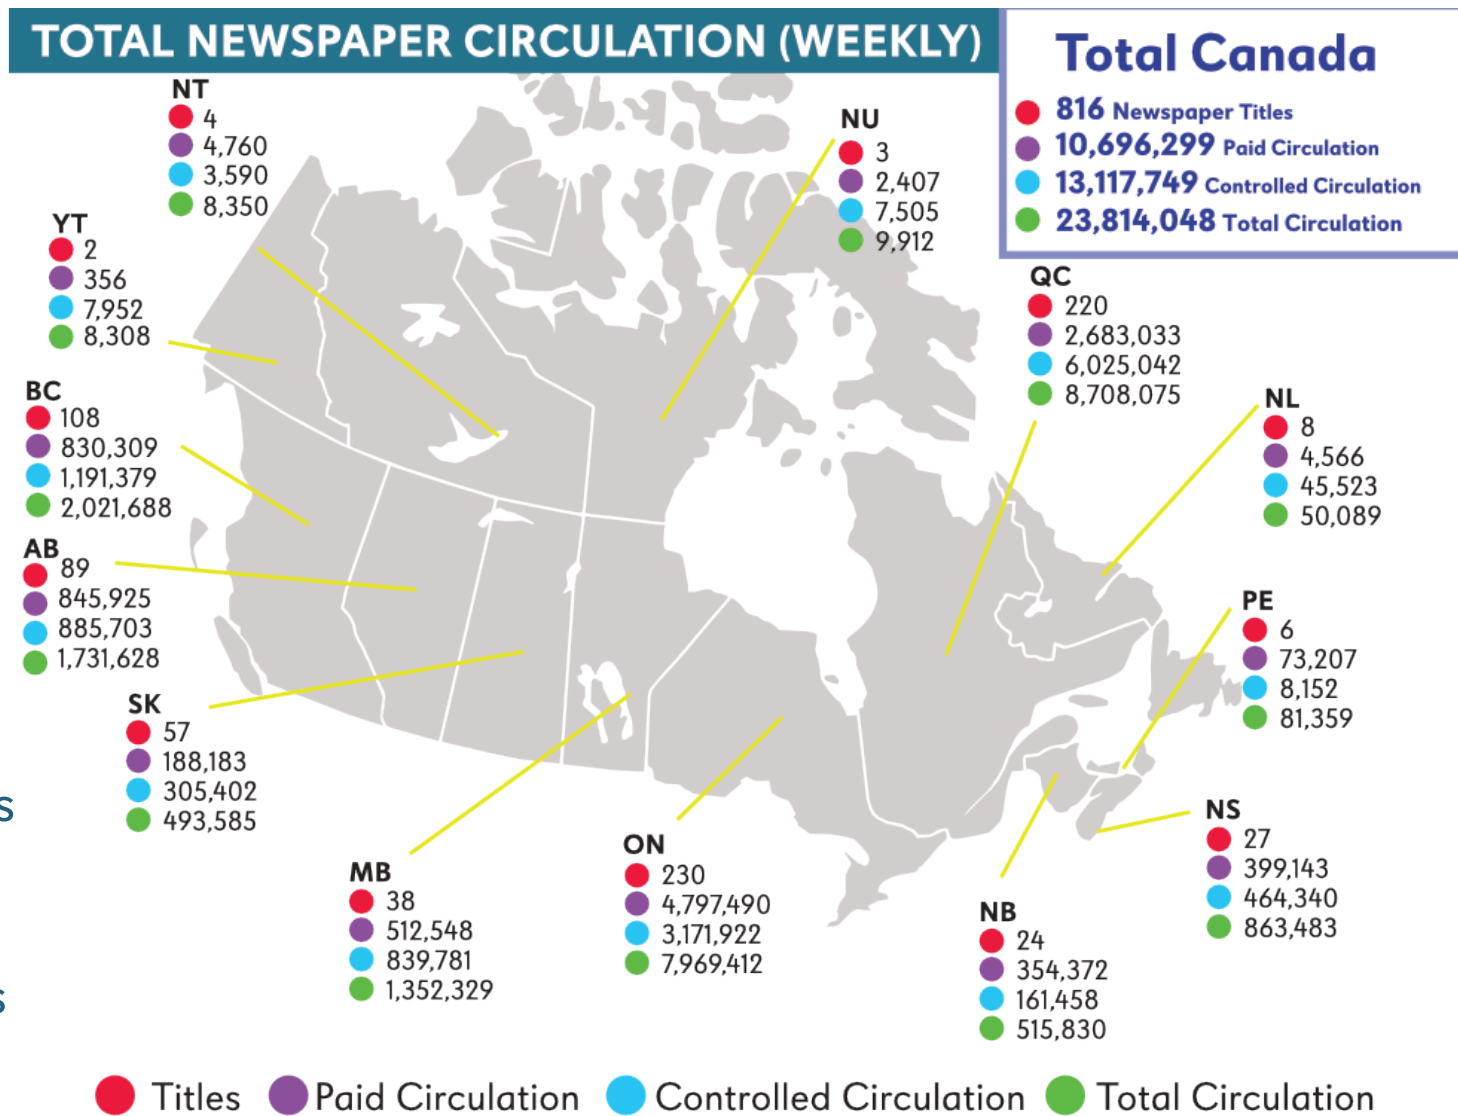 TOTAL NEWSPAPER CIRCULATION (WEEKLY)
Total Canada
816 Newspaper Titles
10,696,299 Paid Circulation
13,117,749 Controlled Circulation
23,814,048 Total Circulation
NT
4
4,760
3,590
8,350
NU
3
2,407
7,505
9,912
YT
2
356
7,952
8,308
QC
220
2,683,033
6,025,042
8,708,075
BC
108
830,309
1,191,379
2,021,688
NL
8
4,566
45,523
50,089
AB
89
845,925
885,703
1,731,628
PE
6
73,207
8,152
81,359
SK
57
188,183
305,402
493,585
s
NS
27
399,143
464,340
863,483
MB
38
512,548
839,781
1,352,329
ON
230
4,797,490
3,171,922
7,969,412
NB
24
354,372
161,458
515,830
s
Titles Paid Circulation Controlled Circulation Total Circulation